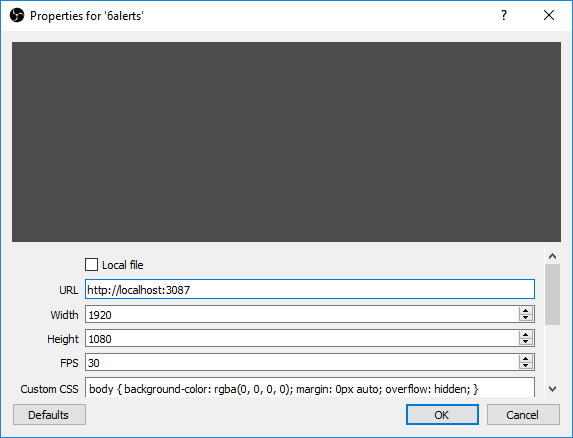 Properties for '6alerts'
Local file
URL http://localhost:3087
Width 1920
Height 1080
FPS 30
Custom CSS body { background-color: rgba(0, 0, 0, 0); margin: 0px auto; overflow: hidden; }
Defaults OK Cancel